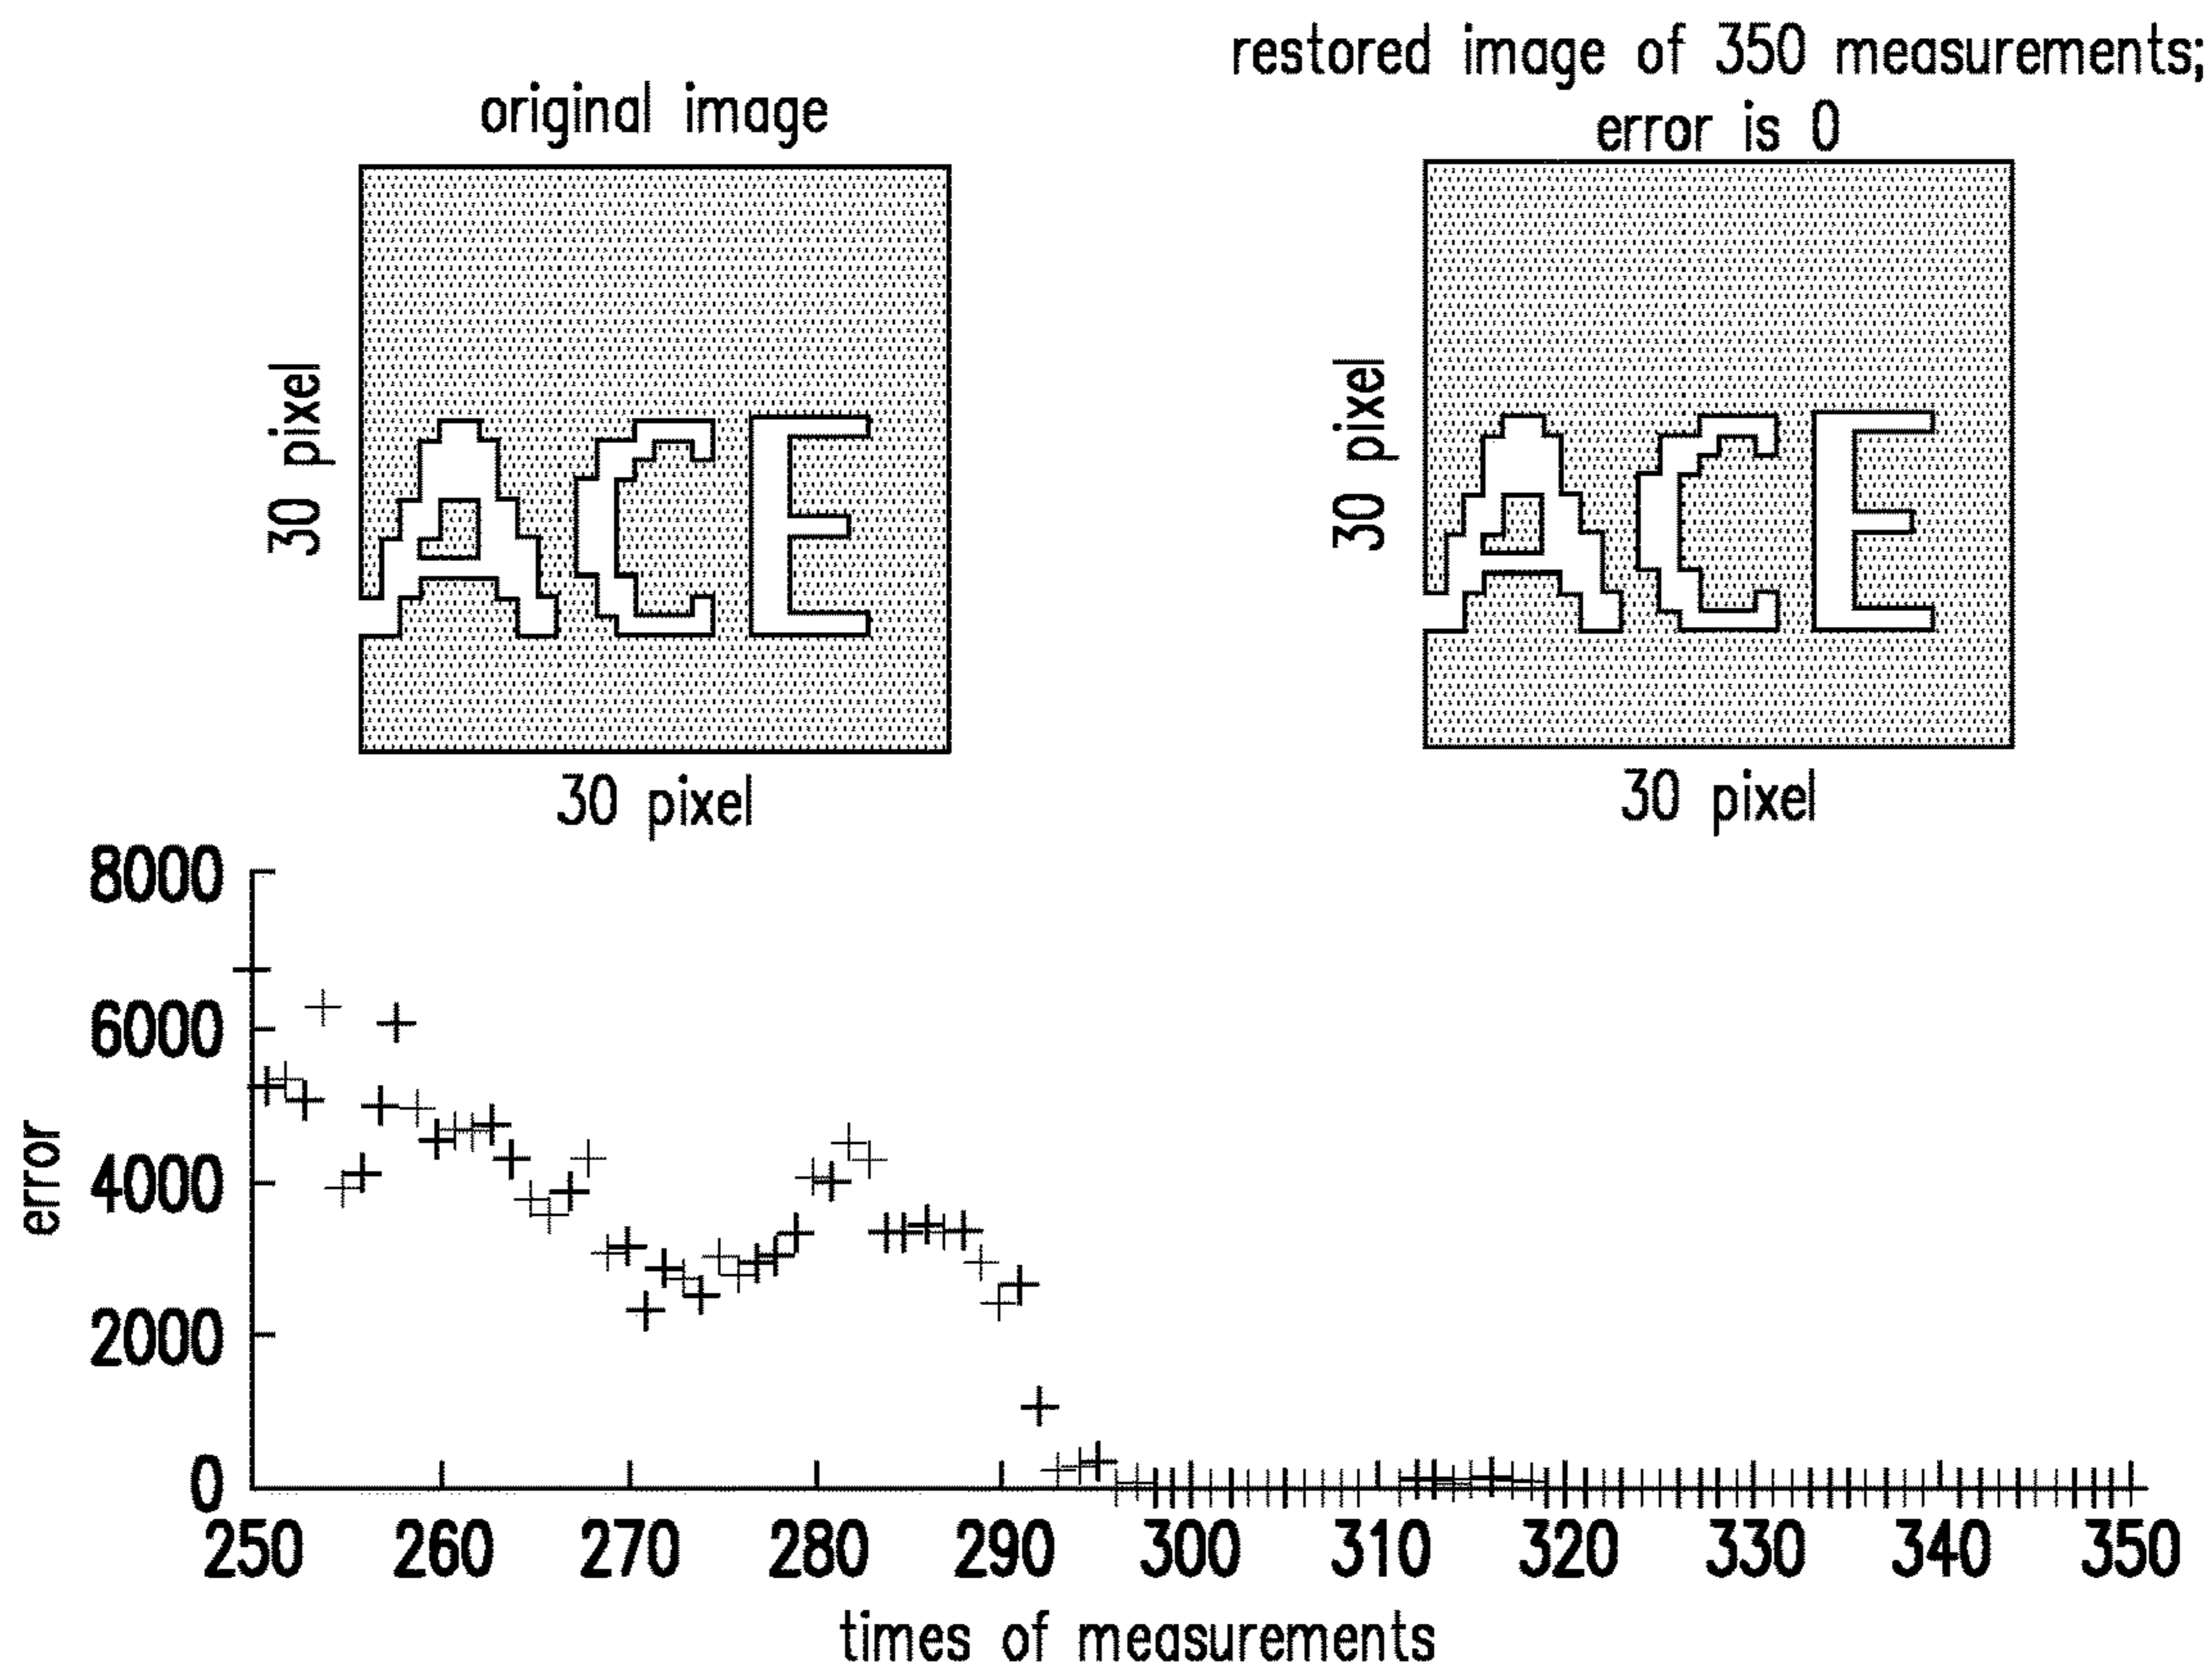 original image
restored image of 350 measurements;
error is 0
30 pixel
ACE
30 pixel
30 pixel
ACE
30 pixel
8000
6000
4000
2000
0
error
250 260 270 280 290 300 310 320 330 340 350
times of measurements